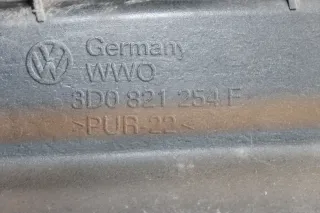 Germany
WWO
3D0 821 254 F
>PUR-22<